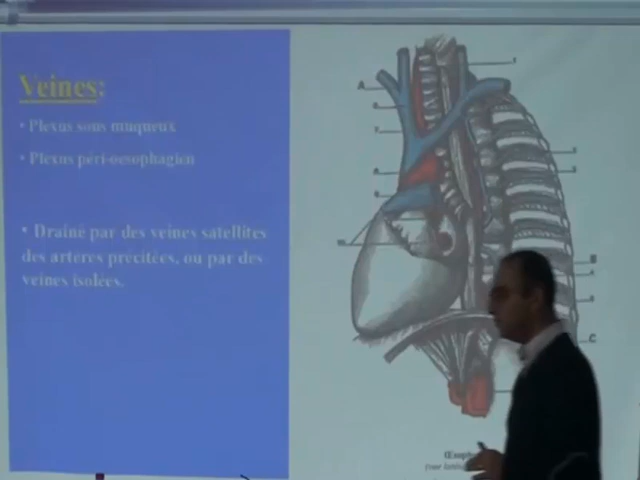 Veines:
• Plexus sous muqueux
• Plexus péri-oesophagien
• Drainé par des veines satellites
des artères précitées, ou par des
veines isolées.